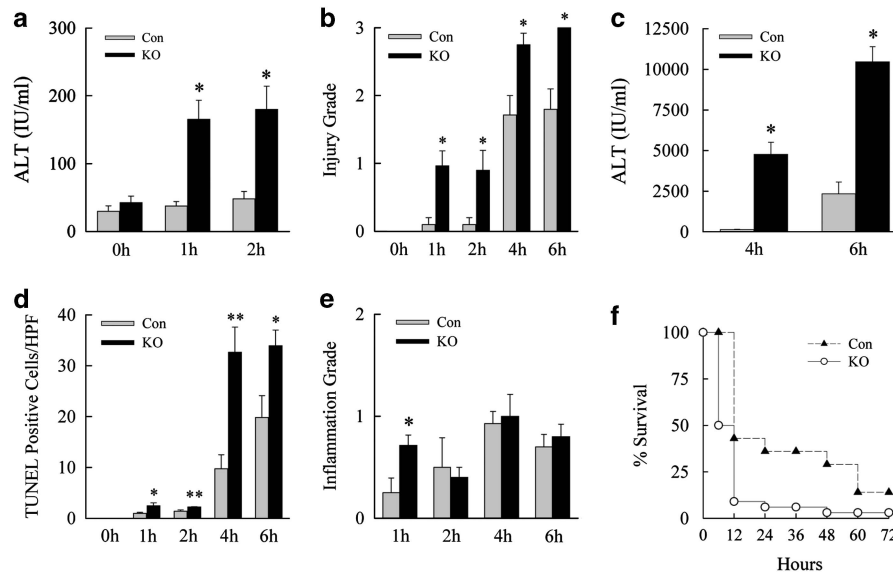 a
ALT (IU/ml)
300
200
100
0
Con
KO
*
*
0h 1h 2h
b
Injury Grade
3
2
1
0
Con
KO
*
*
*
*
0h 1h 2h 4h 6h
c
ALT (IU/ml)
12500
10000
7500
5000
2500
0
Con
KO
*
*
4h 6h
d
TUNEL Positive Cells/HPF
40
30
20
10
0
Con
KO
*
**
**
*
0h 1h 2h 4h 6h
e
Inflammation Grade
2
1
0
Con
KO
*
1h 2h 4h 6h
f
% Survival
100
75
50
25
0
Con
KO
0 12 24 36 48 60 72
Hours